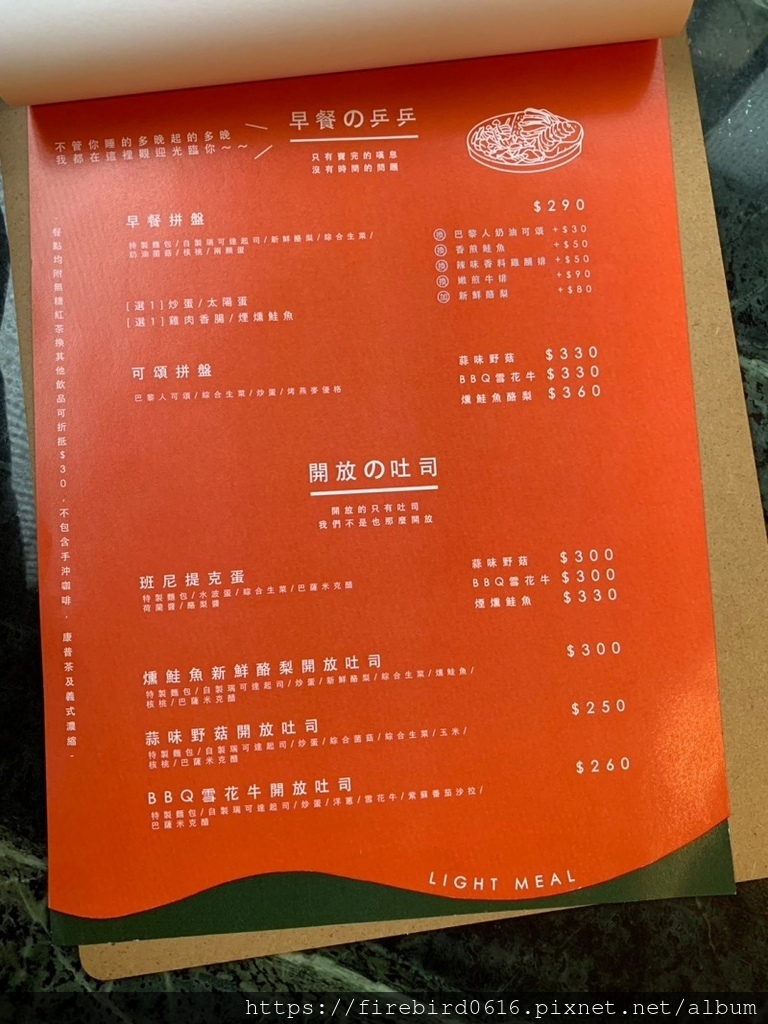 不管你睡的多晚起的多晚
我都在這裡觀迎光臨你～～
早餐の乒乓
只有賣完的嘆息
沒有時間的問題
早餐拼盤
$290
特製麵包/自製瑞可達起司/新鮮酪梨/綜合生菜/
奶油菌菇/核桃/兩顆蛋
換 巴黎人奶油可頌 +$30
換 香煎鮭魚 +$50
換 辣味香料雞腿排 +$50
換 嫩煎牛排 +$90
加 新鮮酪梨 +$80
[選1]炒蛋/太陽蛋
[選1]雞肉香腸/煙燻鮭魚
可頌拼盤
巴黎人可頌/綜合生菜/炒蛋/烤燕麥優格
蒜味野菇 $330
BBQ雪花牛 $330
燻鮭魚酪梨 $360
開放の吐司
開放的只有吐司
我們不是也那麼開放
班尼提克蛋
特製麵包/水波蛋/綜合生菜/巴薩米克醋
荷蘭醬/酪梨醬
蒜味野菇 $300
BBQ雪花牛 $300
煙燻鮭魚 $330
燻鮭魚新鮮酪梨開放吐司 $300
特製麵包/自製瑞可達起司/炒蛋/新鮮酪梨/綜合生菜/燻鮭魚/
核桃/巴薩米克醋
蒜味野菇開放吐司 $250
特製麵包/自製瑞可達起司/炒蛋/綜合菌菇/綜合生菜/玉米/
核桃/巴薩米克醋
BBQ雪花牛開放吐司 $260
特製麵包/自製瑞可達起司/炒蛋/洋蔥/雪花牛/紫蘇番茄沙拉/
巴薩米克醋
LIGHT MEAL
-餐點均附無糖紅茶換其他飲品可折抵$30，不包含手沖咖啡、康普茶及義式濃縮-
https://firebird0616.pixnet.net/album